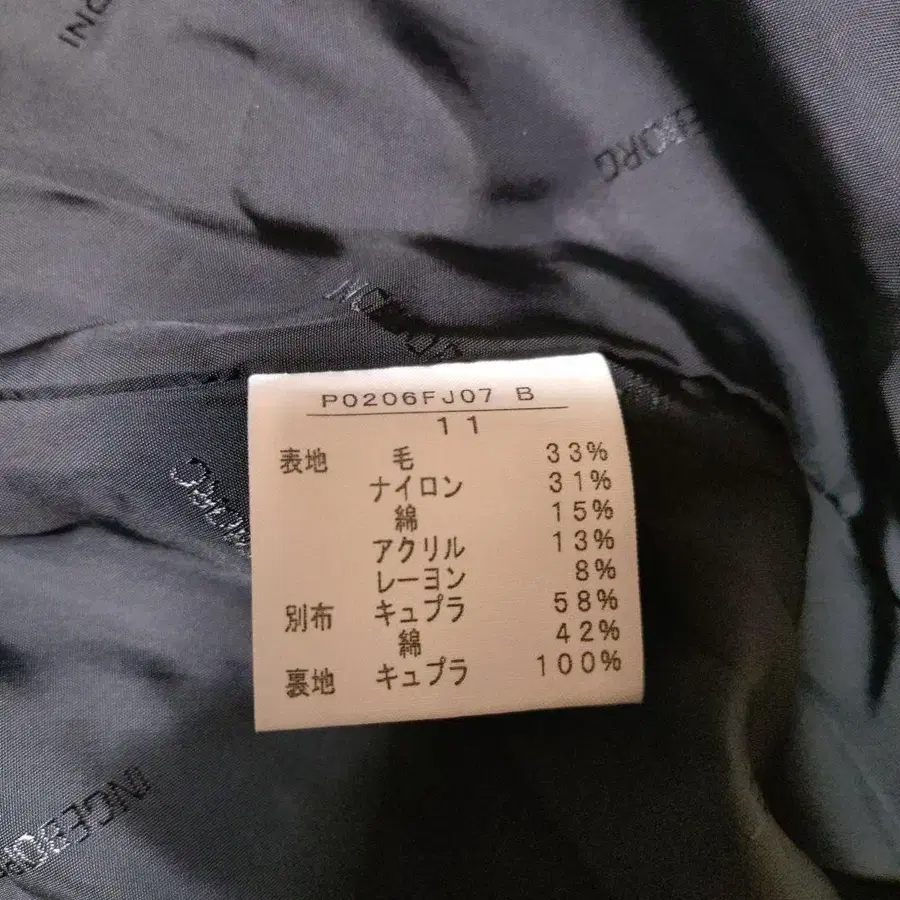 INGEBORG
P0206FJ07 B
11
表地 毛 33%
ナイロン 31%
綿 15%
アクリル 13%
レーヨン 8%
別布 キュプラ 58%
綿 42%
裏地 キュプラ 100%
INGEBOR